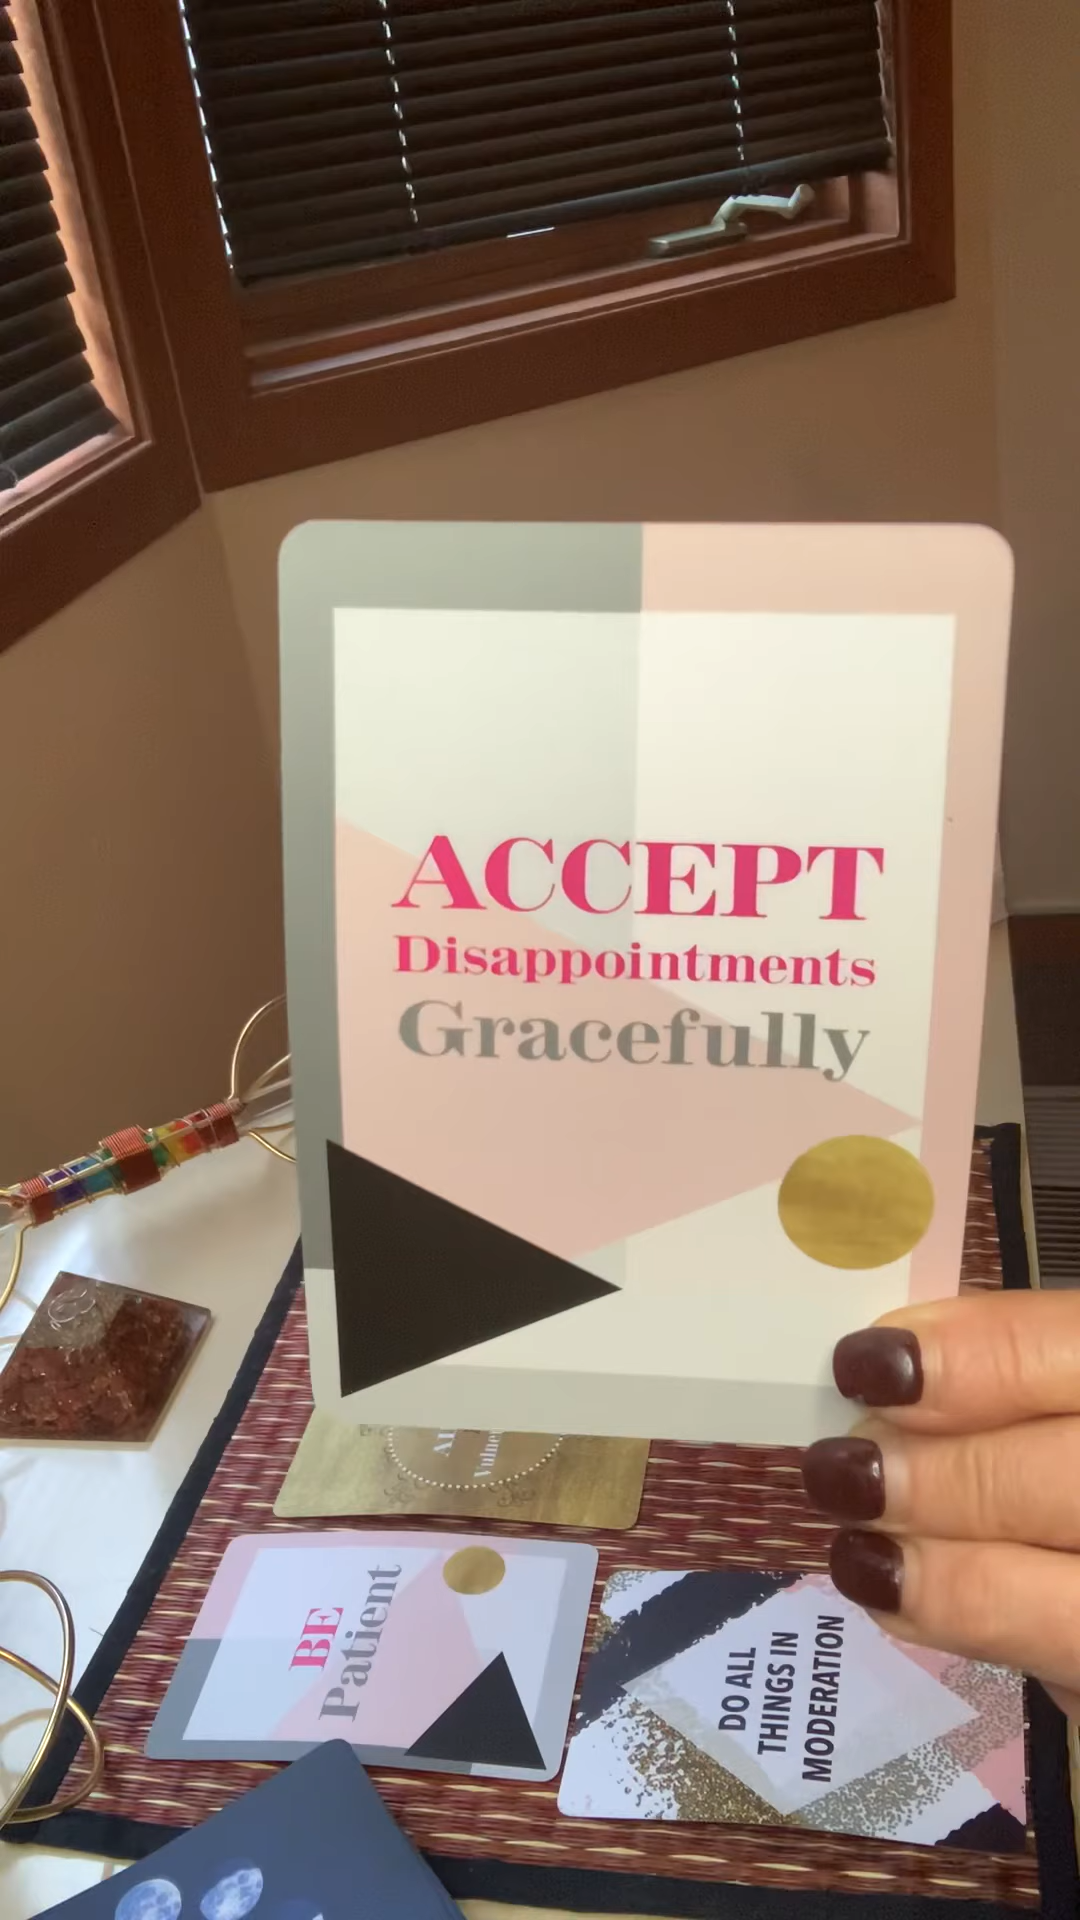 ACCEPT
Disappointments
Gracefully
BE
Patient
DO ALL
THINGS IN
MODERATION